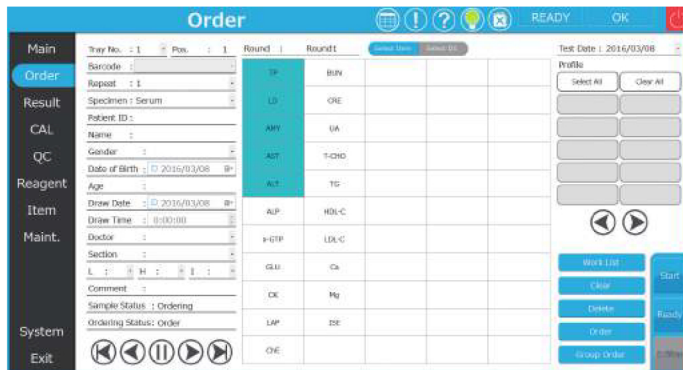 Order
READY OK
Main
Order
Result
CAL
QC
Reagent
Item
Maint.
System
Exit
Tray No. : 1 Pos. : 1
Barcode :
Repeat : 1
Specimen : Serum
Patient ID :
Name :
Gender :
Date of Birth : 2016/03/08
Age :
Draw Date : 2016/03/08
Draw Time : 0:00:00
Doctor :
Section :
L : H : I :
Comment :
Sample Status : Ordering
Ordering Status: Order
Round : Round1
TP BUN
LD CRE
AMY UA
AST T-CHO
ALT TG
ALP HDL-C
γ-GTP LDL-C
GLU Ca
CK Mg
LAP
ChE
Test Date : 2016/03/08
Profile
Select All Clear All
Work List
Clear
Delete
Order
Group Order
Start
Ready